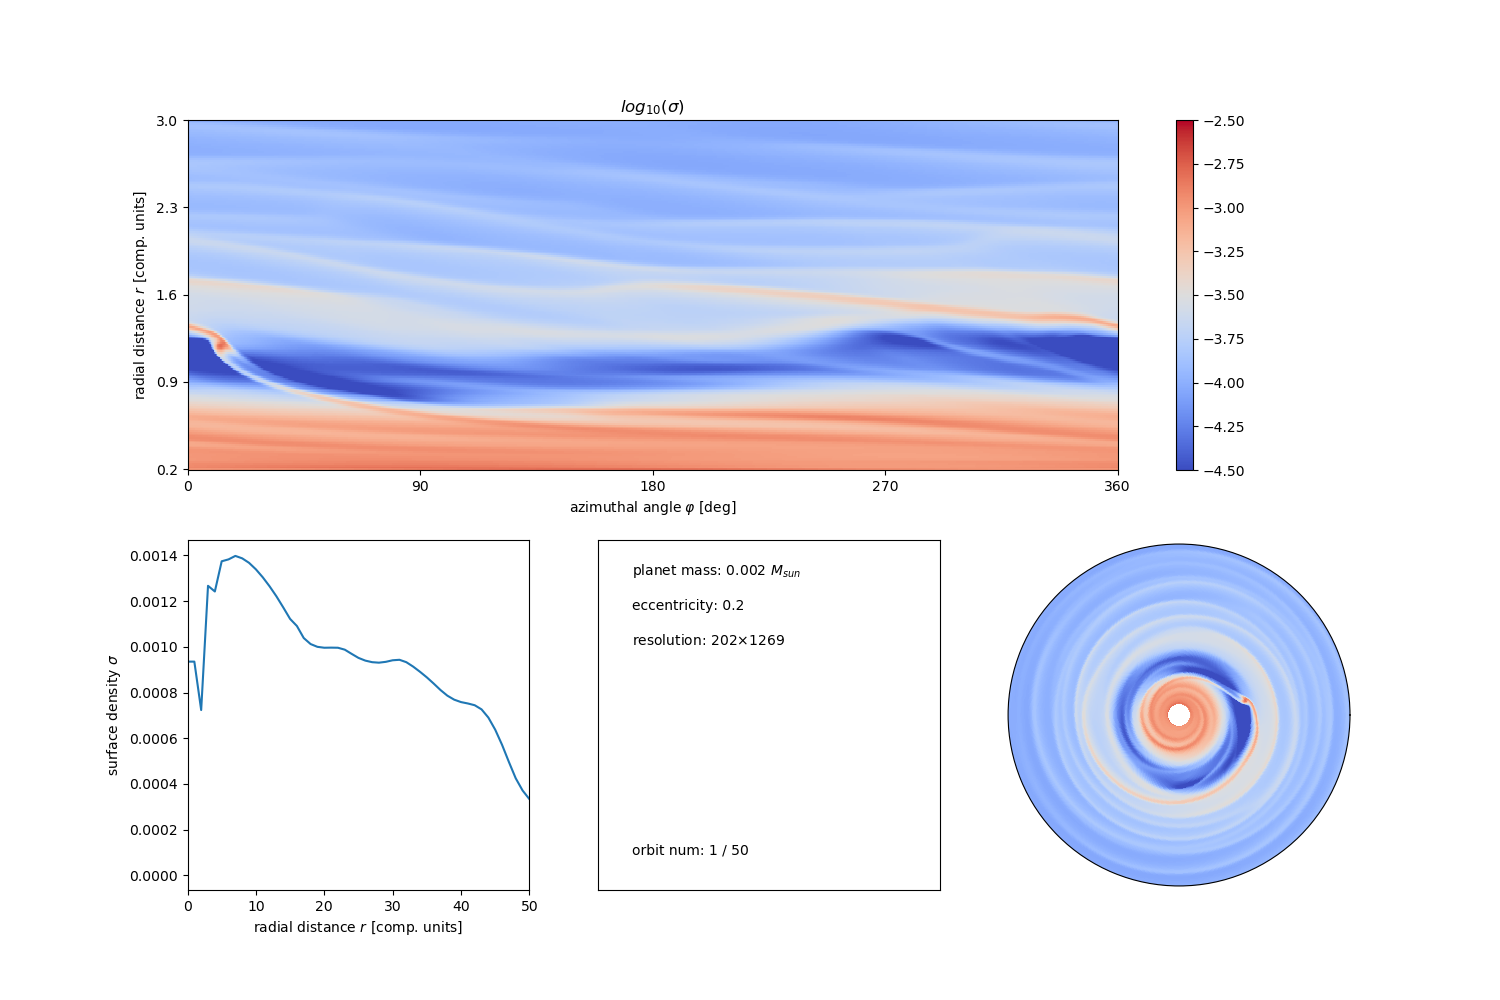 log₁₀(σ)
3.0
2.3
1.6
0.9
0.2
radial distance r [comp. units]
0 90 180 270 360
azimuthal angle φ [deg]
−2.50
−2.75
−3.00
−3.25
−3.50
−3.75
−4.00
−4.25
−4.50
0.0014
0.0012
0.0010
0.0008
0.0006
0.0004
0.0002
0.0000
surface density σ
0 10 20 30 40 50
radial distance r [comp. units]
planet mass: 0.002 M_sun
eccentricity: 0.2
resolution: 202×1269
orbit num: 1 / 50